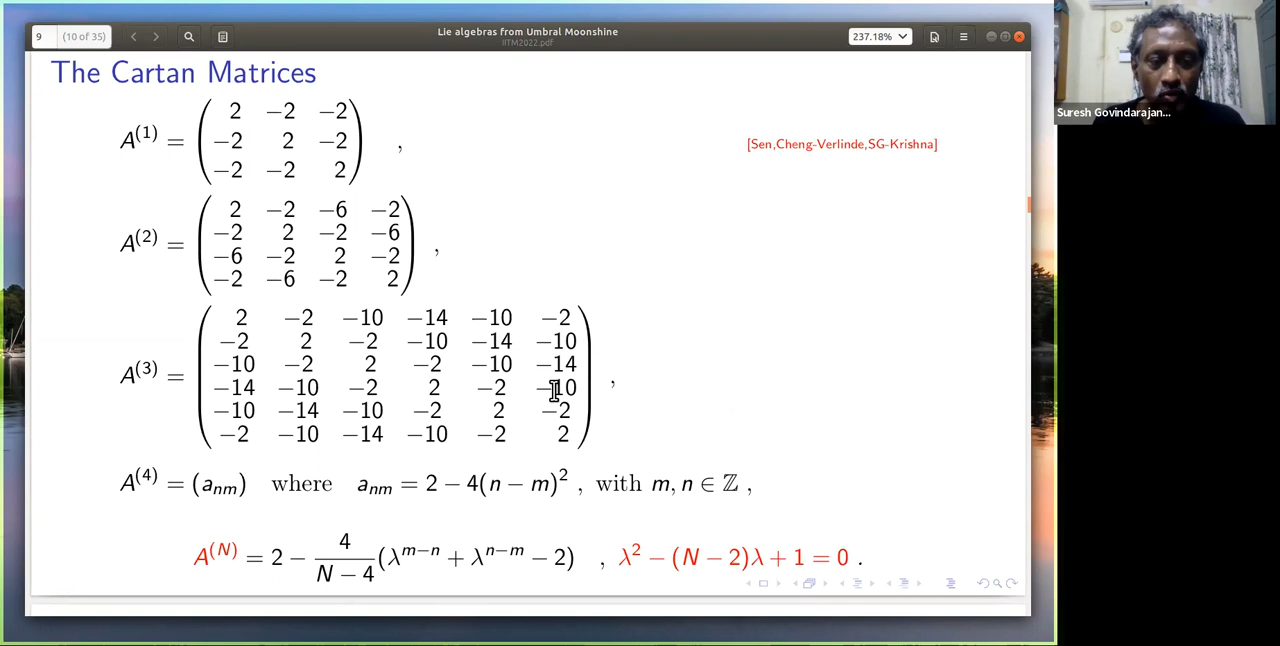 9 (10 of 35)
Lie algebras from Umbral Moonshine
IITM2022.pdf
237.18%
The Cartan Matrices
A^(1) =
2 −2 −2
−2 2 −2
−2 −2 2
,
[Sen,Cheng-Verlinde,SG-Krishna]
A^(2) =
2 −2 −6 −2
−2 2 −2 −6
−6 −2 2 −2
−2 −6 −2 2
,
A^(3) =
2 −2 −10 −14 −10 −2
−2 2 −2 −10 −14 −10
−10 −2 2 −2 −10 −14
−14 −10 −2 2 −2 −10
−10 −14 −10 −2 2 −2
−2 −10 −14 −10 −2 2
,
A^(4) = (a_nm) where a_nm = 2 − 4(n − m)² , with m, n ∈ ℤ ,
A^(N) = 2 − 4/(N − 4) (λ^(m−n) + λ^(n−m) − 2) , λ² − (N − 2)λ + 1 = 0 .
Suresh Govindarajan...